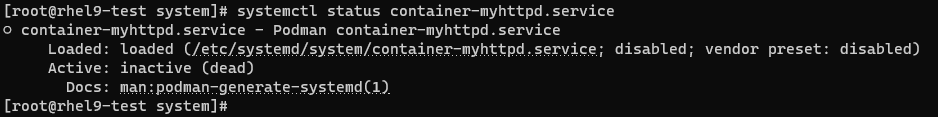 [root@rhel9-test system]# systemctl status container-myhttpd.service
○ container-myhttpd.service - Podman container-myhttpd.service
Loaded: loaded (/etc/systemd/system/container-myhttpd.service; disabled; vendor preset: disabled)
Active: inactive (dead)
Docs: man:podman-generate-systemd(1)
[root@rhel9-test system]#